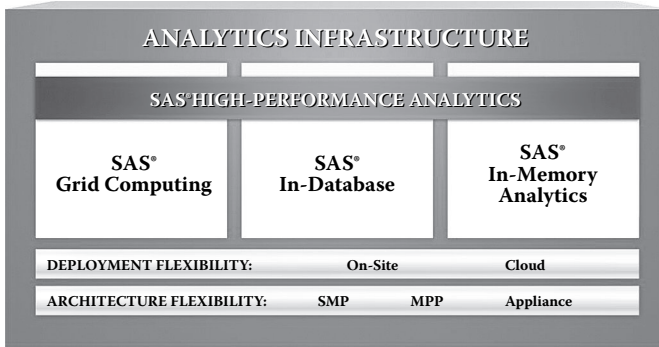 ANALYTICS INFRASTRUCTURE
SAS®HIGH-PERFORMANCE ANALYTICS
SAS®
Grid Computing
SAS®
In-Database
SAS®
In-Memory
Analytics
DEPLOYMENT FLEXIBILITY: On-Site Cloud
ARCHITECTURE FLEXIBILITY: SMP MPP Appliance